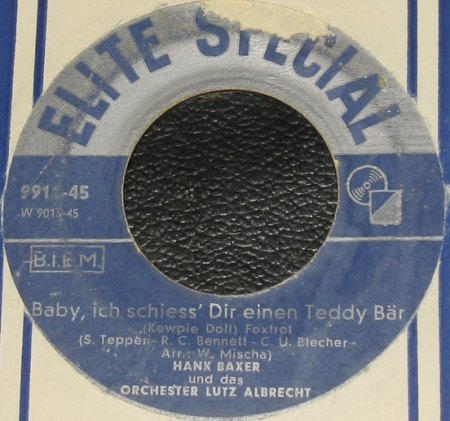 ELITE SPECIAL
-45
W 9015-45
B.I.E.M.
Baby, ich schiess' Dir einen Teddy Bär
(Kewpie Doll) Foxtrot
(S. Tepper - R. C. Bennett - C. U. Blecher -
Arr.: W. Mischa)
HANK BAXER
und das
ORCHESTER LUTZ ALBRECHT